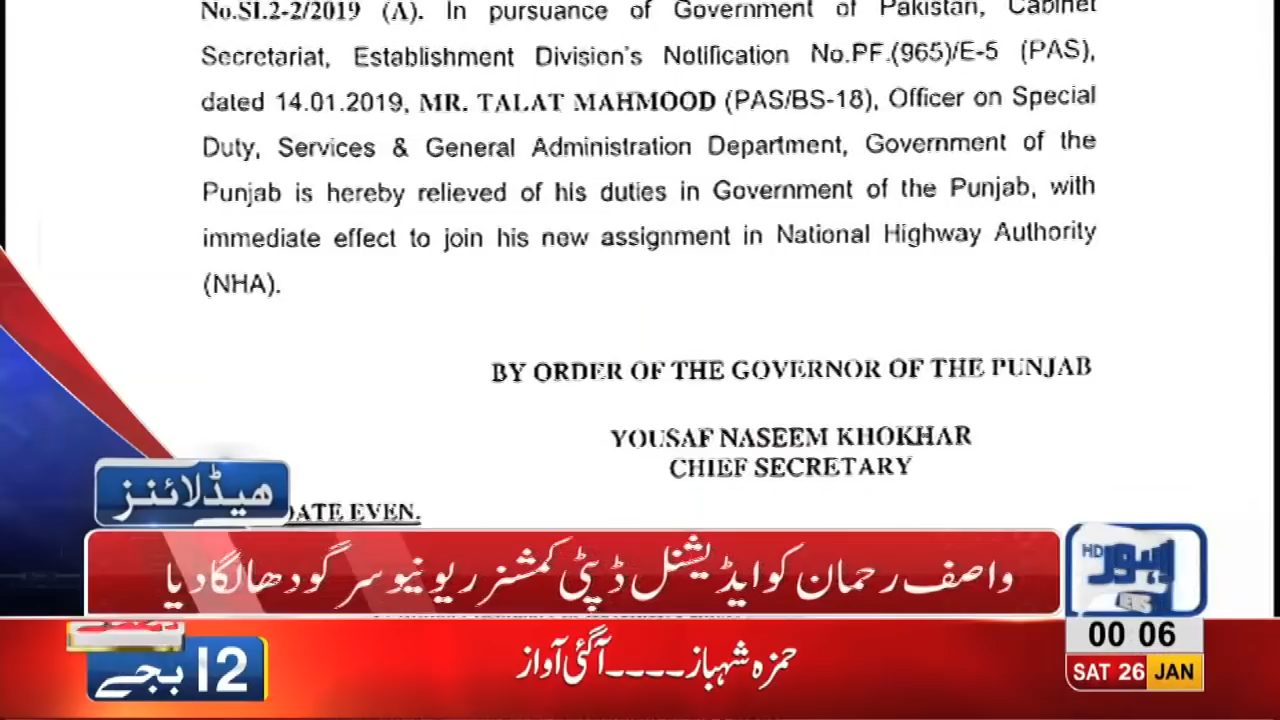 No.SI.2-2/2019 (A). In pursuance of Government of Pakistan, Cabinet
Secretariat, Establishment Division's Notification No.PF.(965)/E-5 (PAS),
dated 14.01.2019, MR. TALAT MAHMOOD (PAS/BS-18), Officer on Special
Duty, Services & General Administration Department, Government of the
Punjab is hereby relieved of his duties in Government of the Punjab, with
immediate effect to join his new assignment in National Highway Authority
(NHA).
BY ORDER OF THE GOVERNOR OF THE PUNJAB
YOUSAF NASEEM KHOKHAR
CHIEF SECRETARY
DATE EVEN.
ھیڈلائنز
واصف رحمان کو ایڈیشنل ڈپٹی کمشنر ریونیو سرگودھا لگا دیا
HD لاہور
NEWS
00 06
SAT 26 JAN
حمزہ شہباز۔۔۔۔آگئی آواز
12 بجے